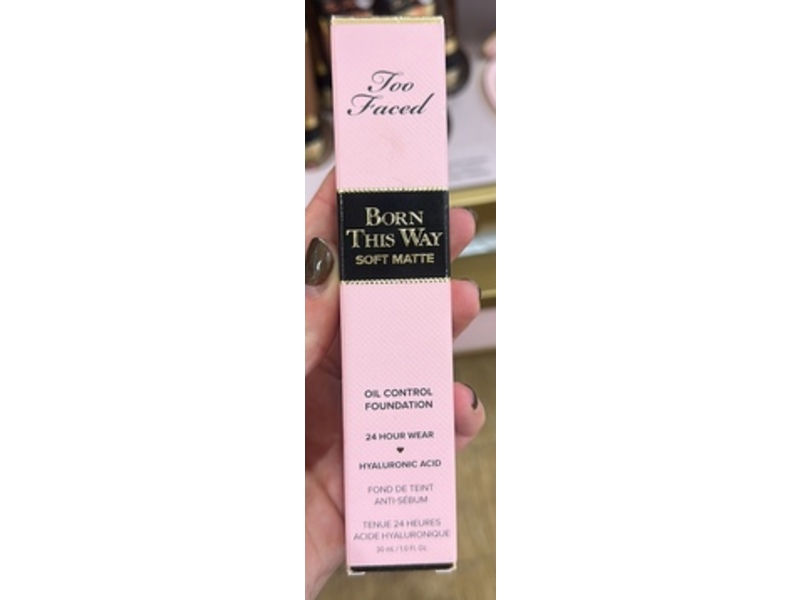 Too
Faced
BORN
THIS WAY
SOFT MATTE
OIL CONTROL
FOUNDATION
24 HOUR WEAR
HYALURONIC ACID
FOND DE TEINT
ANTI-SÉBUM
TENUE 24 HEURES
ACIDE HYALURONIQUE
30 mL / 1.0 FL. OZ.